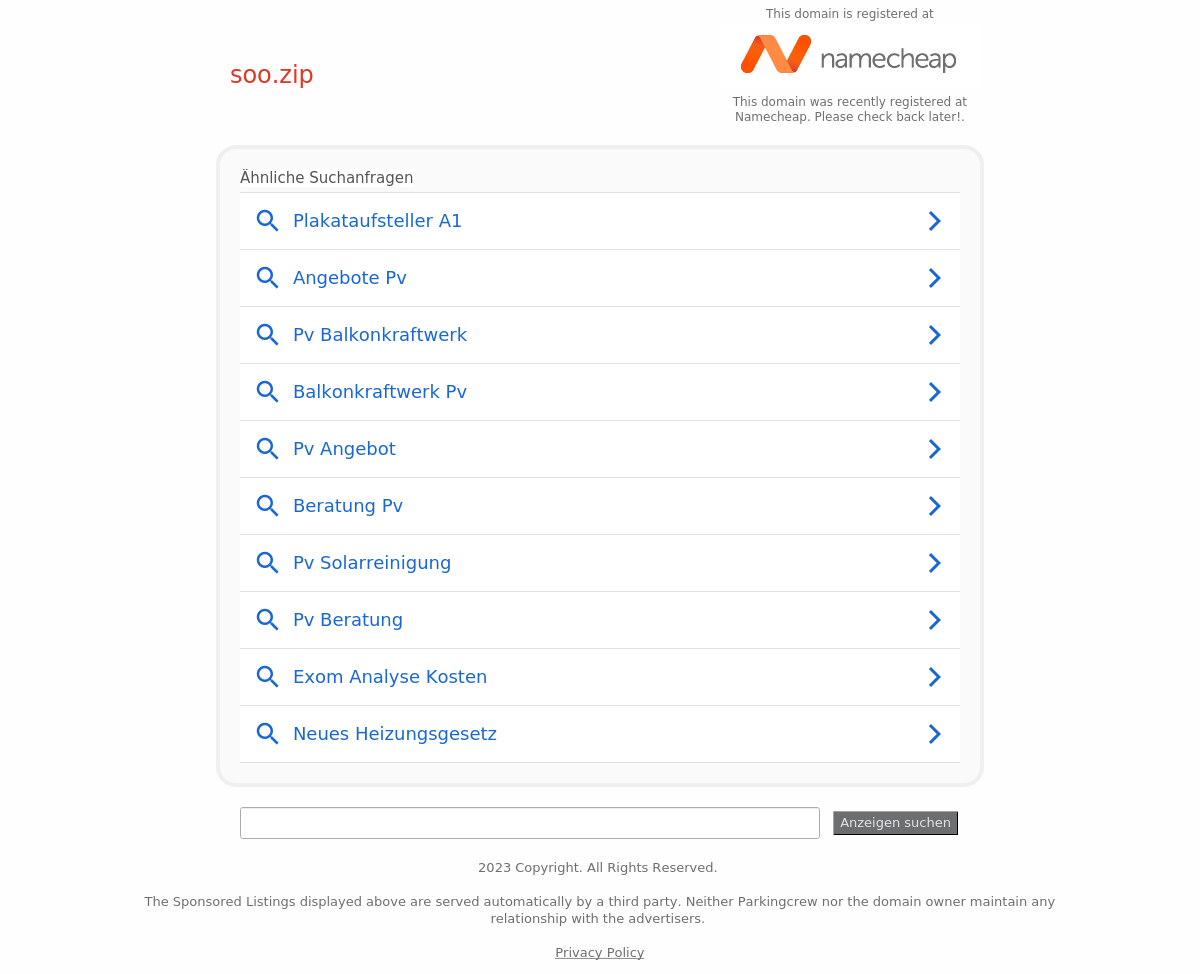 This domain is registered at
namecheap
soo.zip
This domain was recently registered at
Namecheap. Please check back later!.
Ähnliche Suchanfragen
Plakataufsteller A1
Angebote Pv
Pv Balkonkraftwerk
Balkonkraftwerk Pv
Pv Angebot
Beratung Pv
Pv Solarreinigung
Pv Beratung
Exom Analyse Kosten
Neues Heizungsgesetz
Anzeigen suchen
2023 Copyright. All Rights Reserved.
The Sponsored Listings displayed above are served automatically by a third party. Neither Parkingcrew nor the domain owner maintain any
relationship with the advertisers.
Privacy Policy